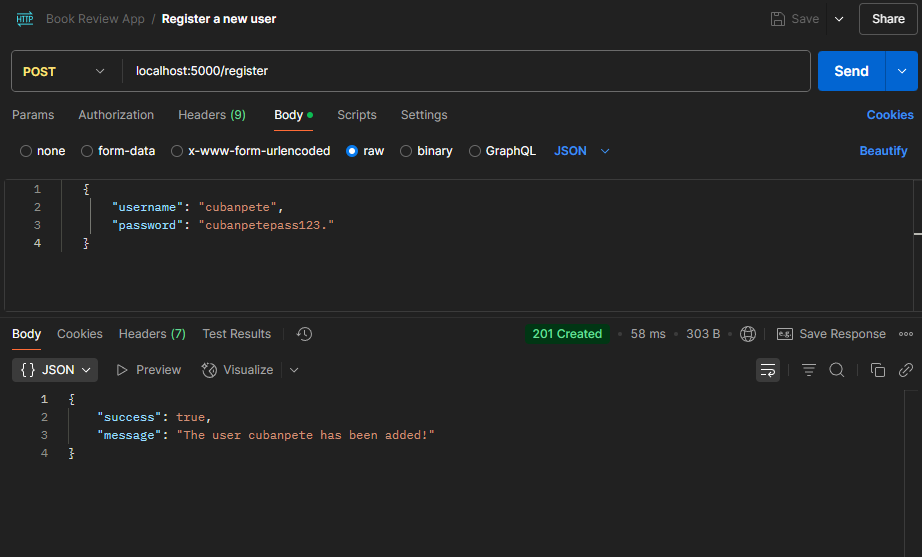 HTTP Book Review App / Register a new user Save Share
POST localhost:5000/register Send
Params Authorization Headers (9) Body Scripts Settings Cookies
none form-data x-www-form-urlencoded raw binary GraphQL JSON Beautify
1 {
2 "username": "cubanpete",
3 "password": "cubanpetepass123."
4 }
Body Cookies Headers (7) Test Results 201 Created • 58 ms • 303 B • e.g. Save Response
{} JSON Preview Visualize
1 {
2 "success": true,
3 "message": "The user cubanpete has been added!"
4 }